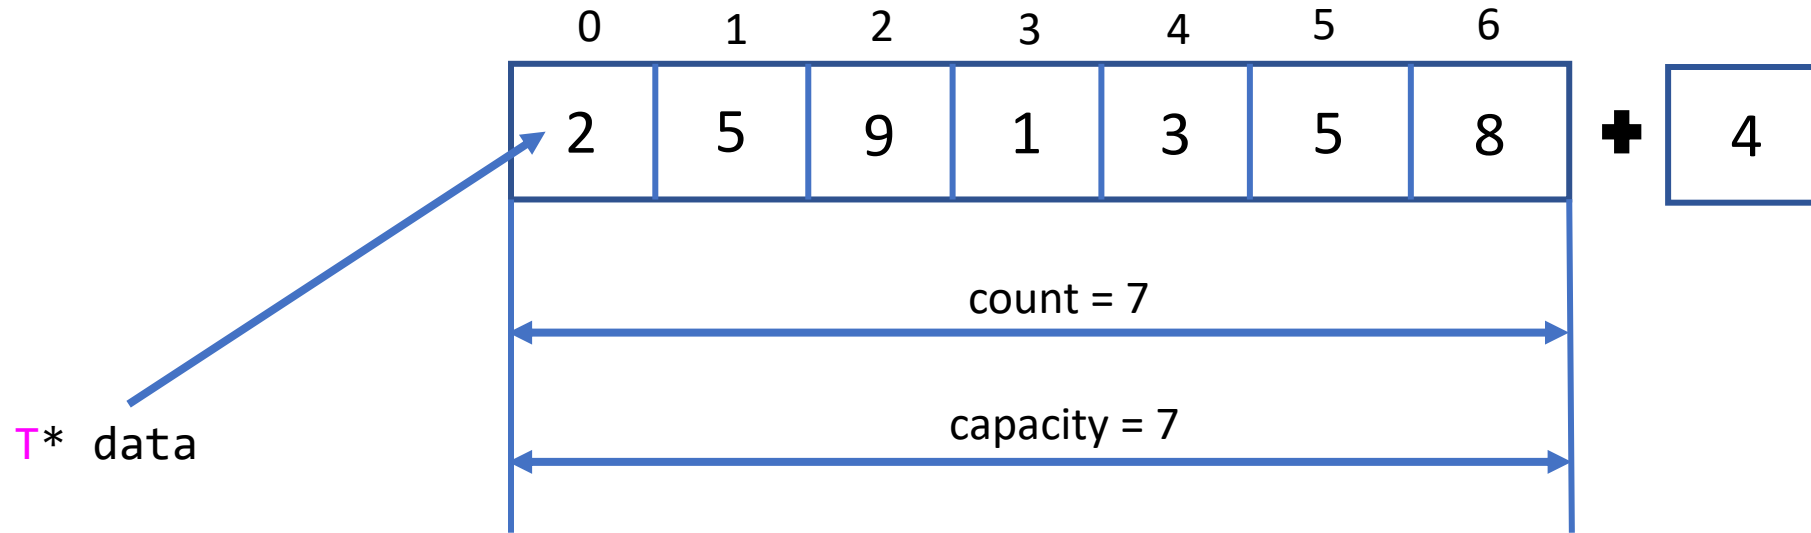 0 1 2 3 4 5 6
2 5 9 1 3 5 8 + 4
count = 7
capacity = 7
T* data